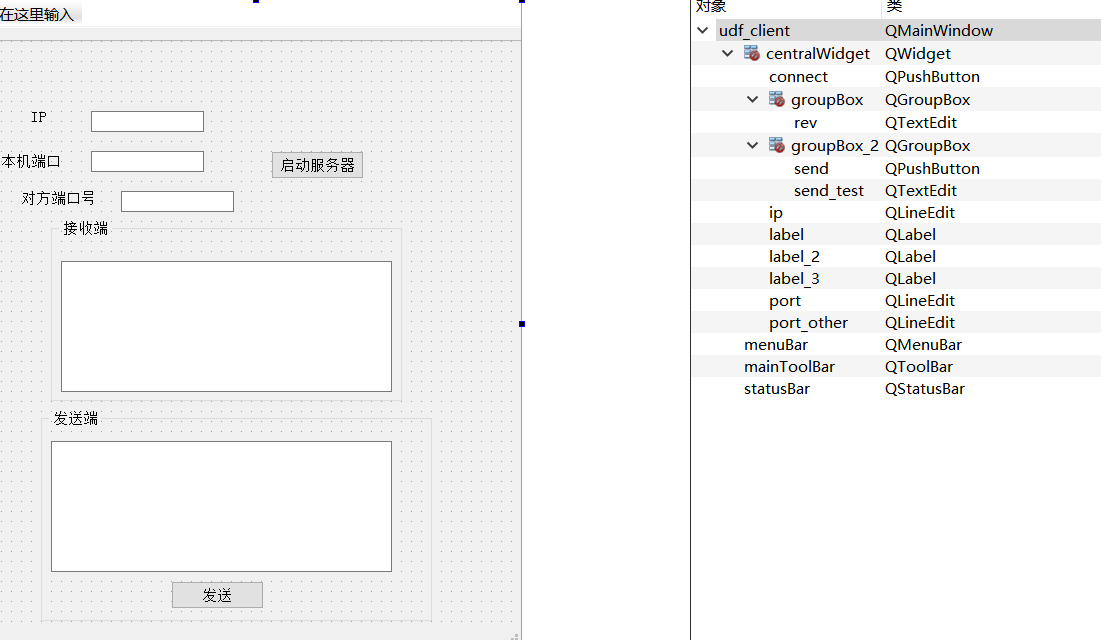 在这里输入
IP
本机端口
启动服务器
对方端口号
接收端
发送端
发送
对象 类
udf_client QMainWindow
centralWidget QWidget
connect QPushButton
groupBox QGroupBox
rev QTextEdit
groupBox_2 QGroupBox
send QPushButton
send_test QTextEdit
ip QLineEdit
label QLabel
label_2 QLabel
label_3 QLabel
port QLineEdit
port_other QLineEdit
menuBar QMenuBar
mainToolBar QToolBar
statusBar QStatusBar